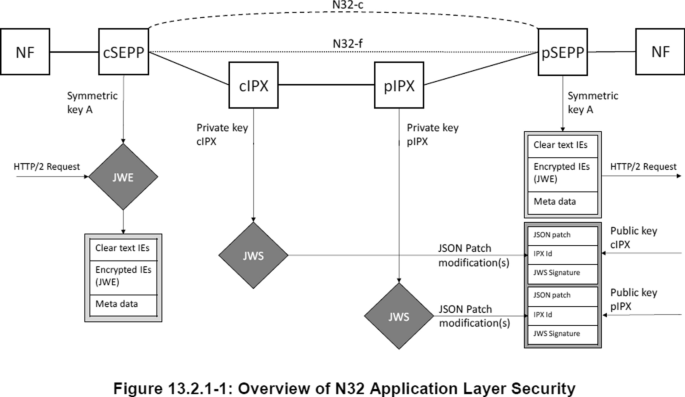 N32-c
NF
cSEPP
N32-f
pSEPP
NF
cIPX
pIPX
Symmetric
key A
Private key
cIPX
Private key
pIPX
Symmetric
key A
HTTP/2 Request
JWE
Clear text IEs
Encrypted IEs
(JWE)
Meta data
HTTP/2 Request
Clear text IEs
Encrypted IEs
(JWE)
Meta data
JWS
JSON Patch
modification(s)
JSON patch
IPX Id
JWS Signature
Public key
cIPX
JWS
JSON Patch
modification(s)
JSON patch
IPX Id
JWS Signature
Public key
pIPX
Figure 13.2.1-1: Overview of N32 Application Layer Security